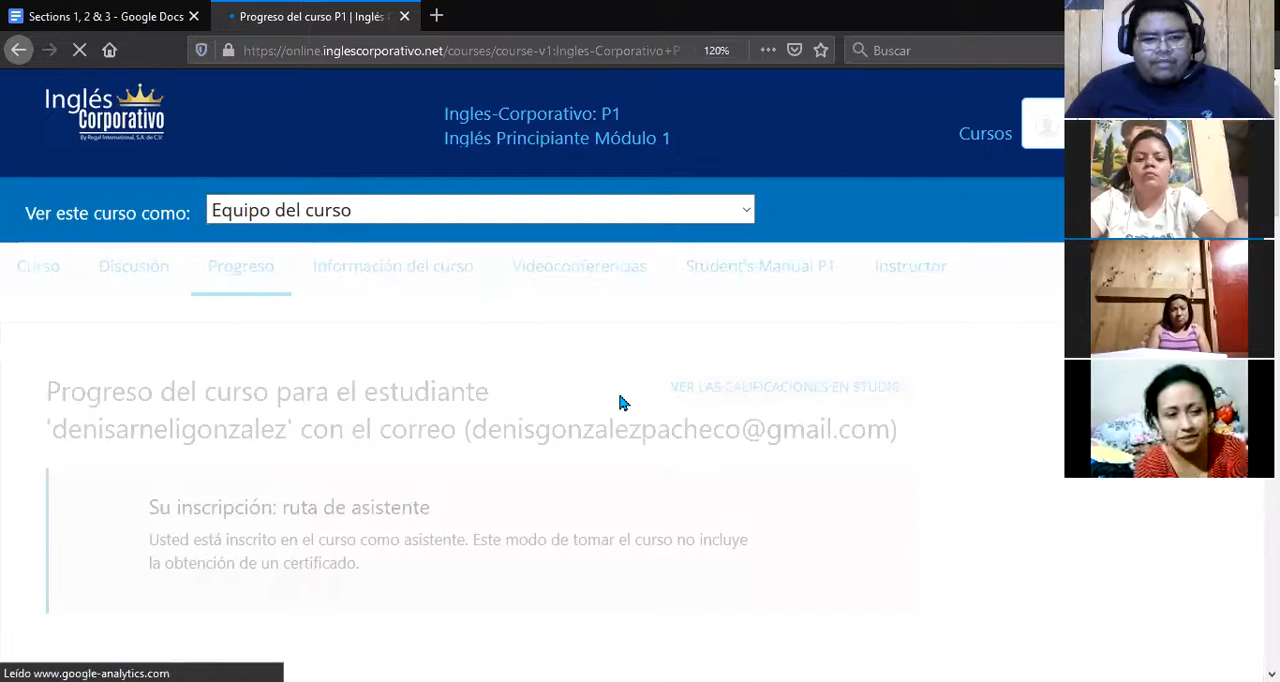 Sections 1, 2 & 3 - Google Docs
Progreso del curso P1 | Inglés
https://online.inglescorporativo.net/courses/course-v1:Ingles-Corporativo+P
120%
Buscar
Inglés
Corporativo
By Regal International, S.A. de C.V.
Ingles-Corporativo: P1
Inglés Principiante Módulo 1
Cursos
Ver este curso como:
Equipo del curso
Curso
Discusión
Progreso
Información del curso
Videoconferencias
Student's Manual P1
Instructor
Progreso del curso para el estudiante
VER LAS CALIFICACIONES EN STUDIO
'denisarneligonzalez' con el correo (denisgonzalezpacheco@gmail.com)
Su inscripción: ruta de asistente
Usted está inscrito en el curso como asistente. Este modo de tomar el curso no incluye
la obtención de un certificado.
Leído www.google-analytics.com